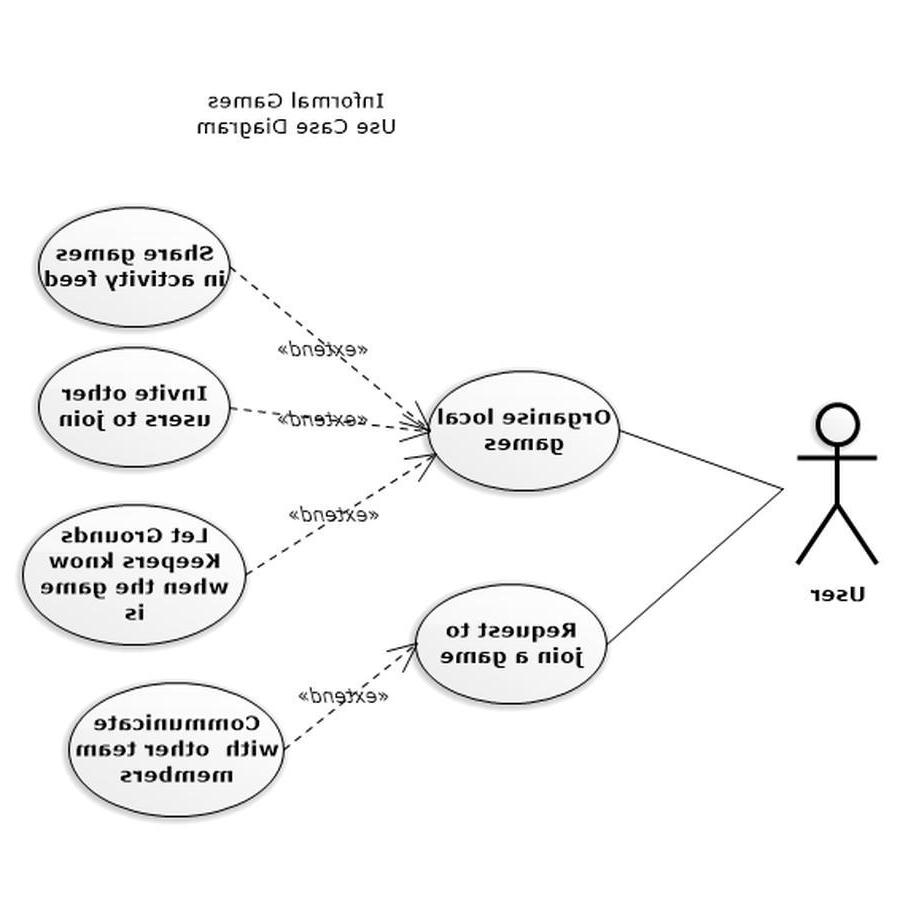 Informal Games
Use Case Diagram
Share games
in activity feed
«extend»
Invite other
users to join
«extend»
Organise local
games
Let Grounds
Keepers know
when the game
is
«extend»
User
Request to
join a game
«extend»
Communicate
with other team
members